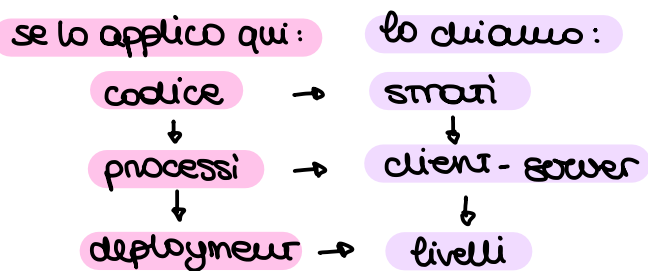 se lo applico qui: lo chiamo:
codice → strati
processi → client - server
deployment → livelli